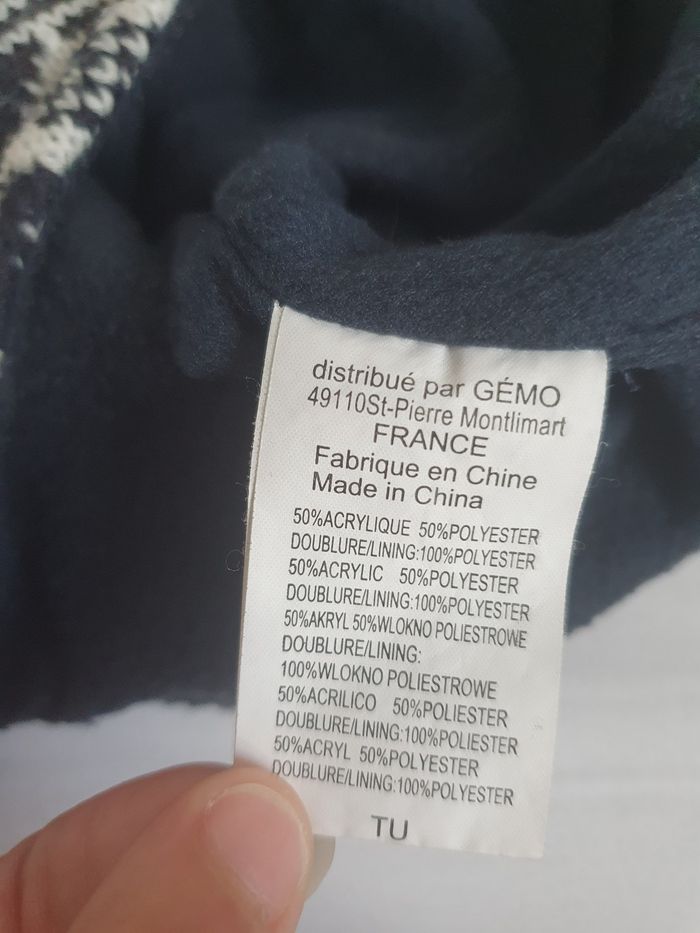 distribué par GÉMO
49110St-Pierre Montlimart
FRANCE
Fabrique en Chine
Made in China
50%ACRYLIQUE 50%POLYESTER
DOUBLURE/LINING:100%POLYESTER
50%ACRYLIC 50%POLYESTER
DOUBLURE/LINING:100%POLYESTER
50%AKRYL 50%WLOKNO POLIESTROWE
DOUBLURE/LINING:
100%WLOKNO POLIESTROWE
50%ACRILICO 50%POLIESTER
DOUBLURE/LINING:100%POLYESTER
50%ACRYL 50%POLYESTER
DOUBLURE/LINING:100%POLYESTER
TU